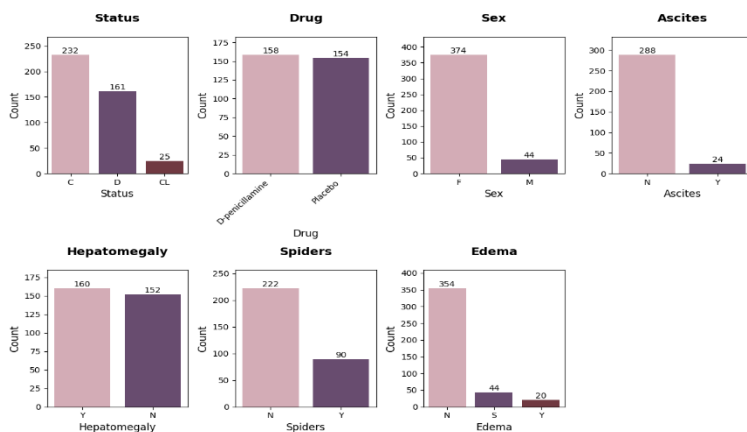 Status
250
200
150
100
50
0
Count
232
161
25
C D CL
Status
Drug
175
150
125
100
75
50
25
0
Count
158
154
D-penicillamine
Placebo
Drug
Sex
400
350
300
250
200
150
100
50
0
Count
374
44
F M
Sex
Ascites
300
250
200
150
100
50
0
Count
288
24
N Y
Ascites
Hepatomegaly
175
150
125
100
75
50
25
0
Count
160
152
Y N
Hepatomegaly
Spiders
250
200
150
100
50
0
Count
222
90
N Y
Spiders
Edema
400
350
300
250
200
150
100
50
0
Count
354
44
20
N S Y
Edema